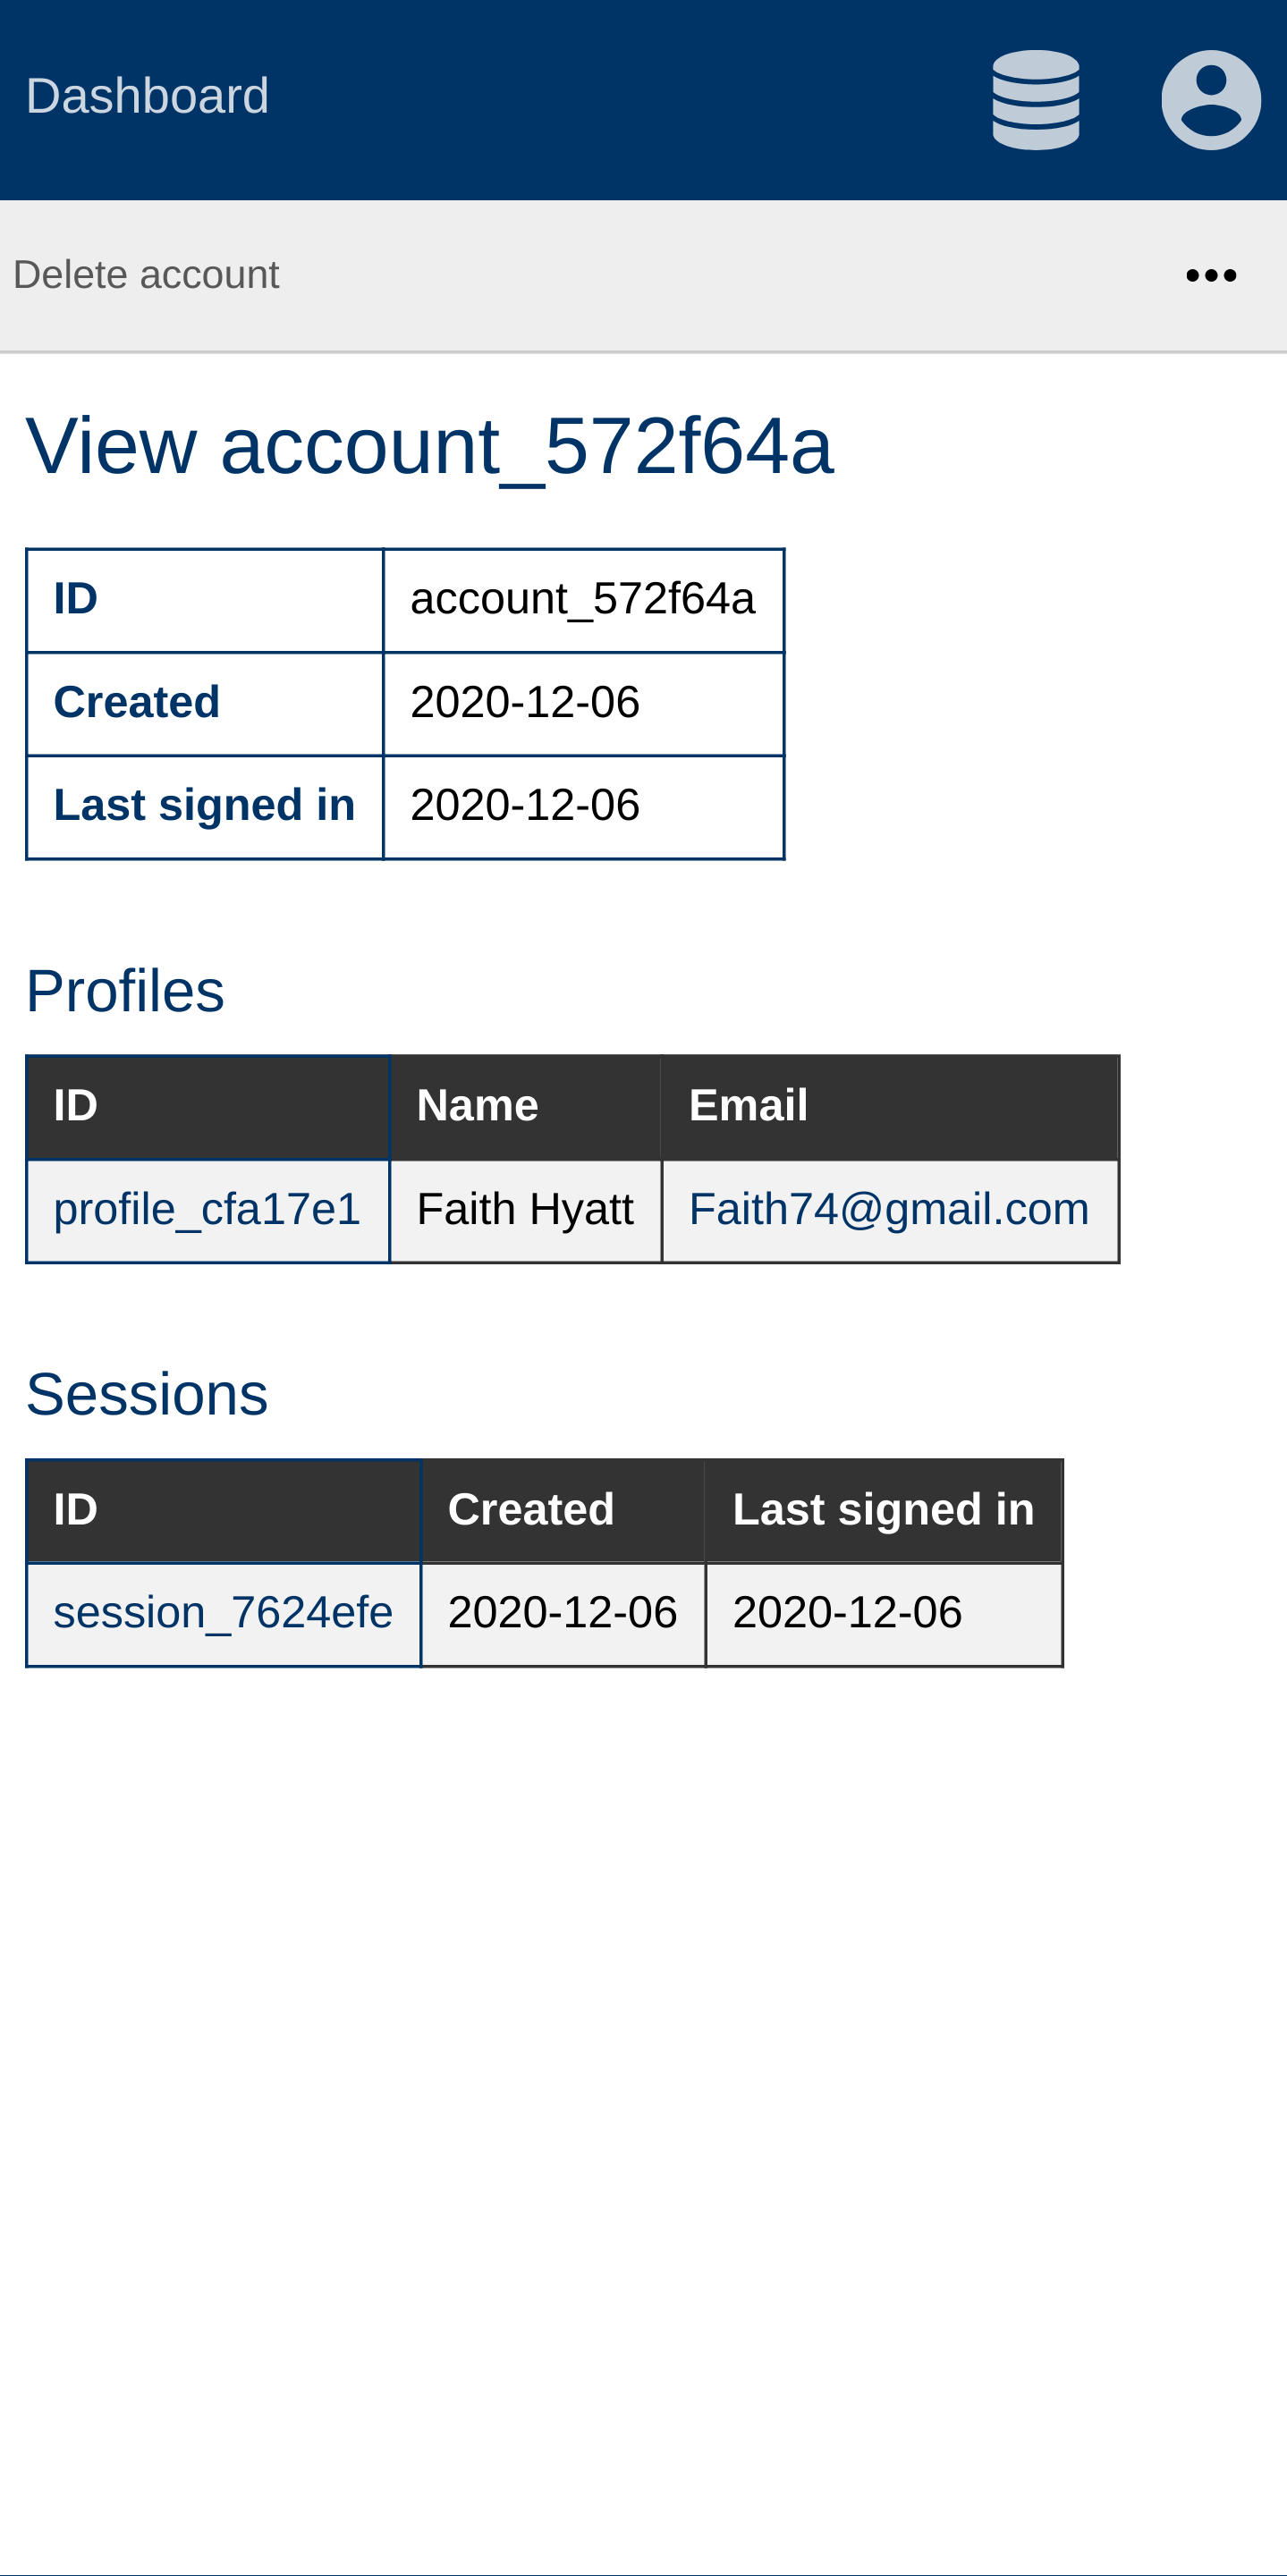 Dashboard
Delete account
View account_572f64a
ID account_572f64a
Created 2020-12-06
Last signed in 2020-12-06
Profiles
ID Name Email
profile_cfa17e1 Faith Hyatt Faith74@gmail.com
Sessions
ID Created Last signed in
session_7624efe 2020-12-06 2020-12-06